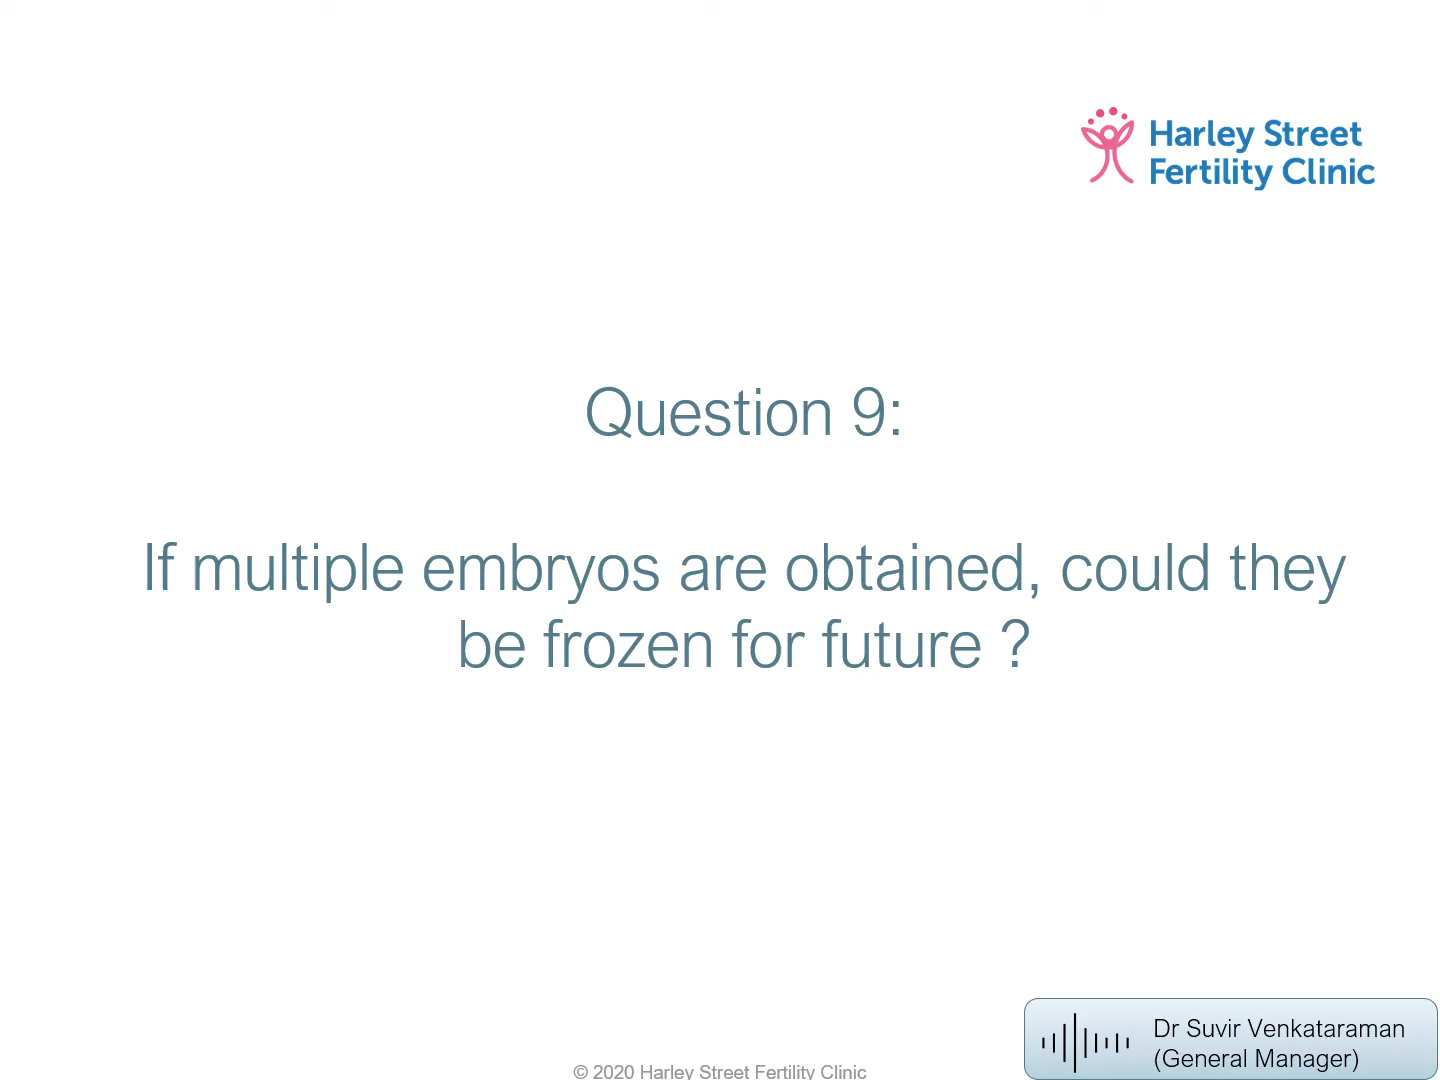 Harley Street
Fertility Clinic
Question 9:
If multiple embryos are obtained, could they
be frozen for future ?
Dr Suvir Venkataraman
(General Manager)
© 2020 Harley Street Fertility Clinic